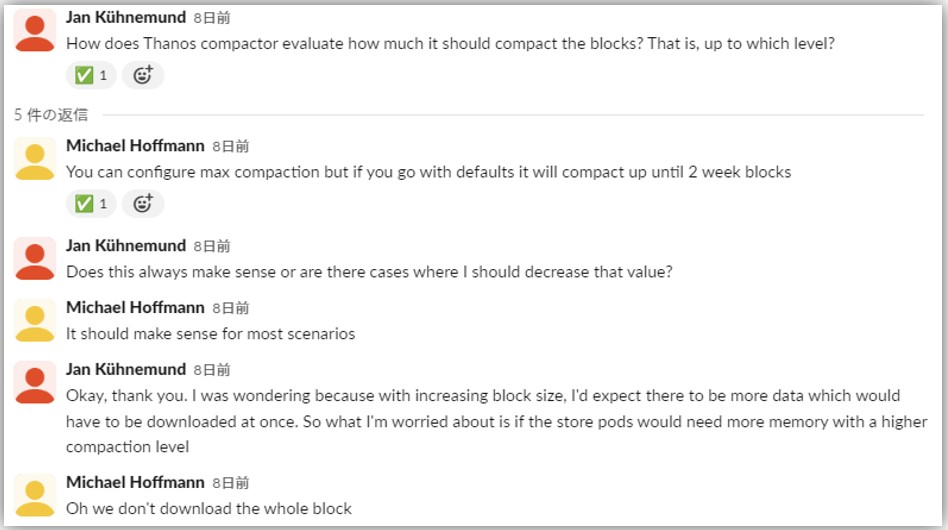 Jan Kühnemund 8日前
How does Thanos compactor evaluate how much it should compact the blocks? That is, up to which level?
1
5 件の返信
Michael Hoffmann 8日前
You can configure max compaction but if you go with defaults it will compact up until 2 week blocks
1
Jan Kühnemund 8日前
Does this always make sense or are there cases where I should decrease that value?
Michael Hoffmann 8日前
It should make sense for most scenarios
Jan Kühnemund 8日前
Okay, thank you. I was wondering because with increasing block size, I'd expect there to be more data which would
have to be downloaded at once. So what I'm worried about is if the store pods would need more memory with a higher
compaction level
Michael Hoffmann 8日前
Oh we don't download the whole block